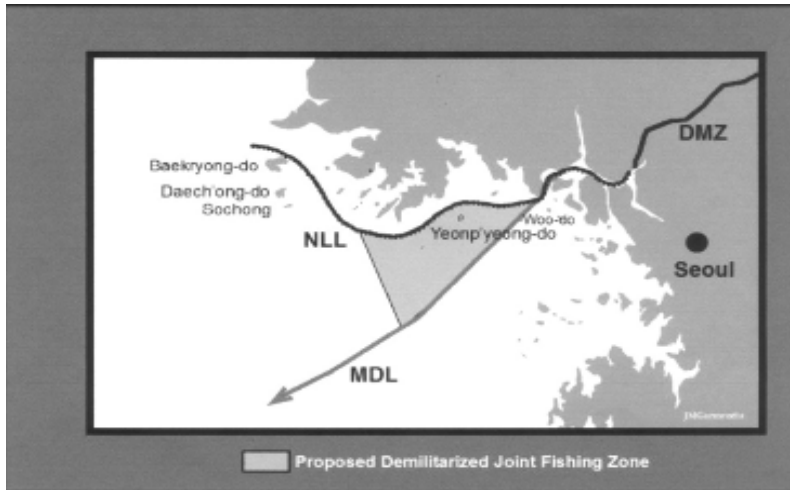 DMZ
Baekryong-do
Daech'ong-do
Sochong
Woo-do
Yeonp'yeong-do
NLL
Seoul
MDL
Proposed Demilitarized Joint Fishing Zone